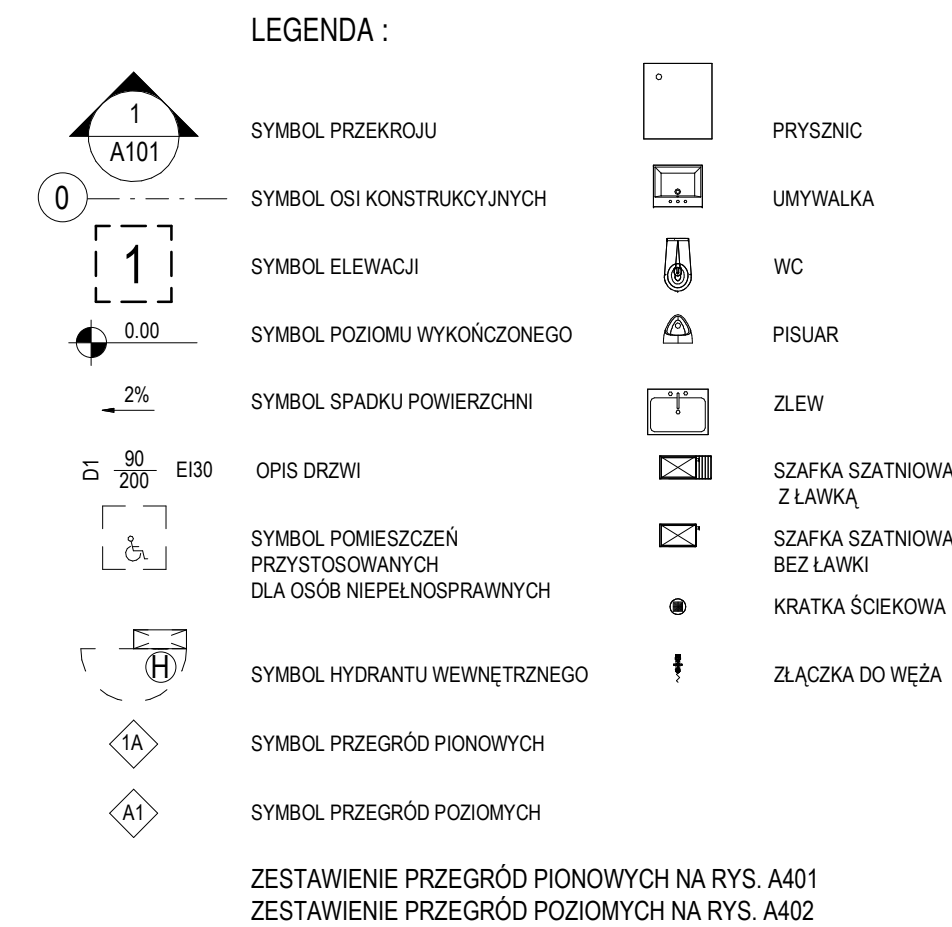 LEGENDA :
1
A101
SYMBOL PRZEKROJU
0
SYMBOL OSI KONSTRUKCYJNYCH
1
SYMBOL ELEWACJI
0.00
SYMBOL POZIOMU WYKOŃCZONEGO
2%
SYMBOL SPADKU POWIERZCHNI
D1 90
200 EI30
OPIS DRZWI
SYMBOL POMIESZCZEŃ
PRZYSTOSOWANYCH
DLA OSÓB NIEPEŁNOSPRAWNYCH
H
SYMBOL HYDRANTU WEWNĘTRZNEGO
1A
SYMBOL PRZEGRÓD PIONOWYCH
A1
SYMBOL PRZEGRÓD POZIOMYCH
PRYSZNIC
UMYWALKA
WC
PISUAR
ZLEW
SZAFKA SZATNIOWA
Z ŁAWKĄ
SZAFKA SZATNIOWA
BEZ ŁAWKI
KRATKA ŚCIEKOWA
ZŁĄCZKA DO WĘŻA
ZESTAWIENIE PRZEGRÓD PIONOWYCH NA RYS. A401
ZESTAWIENIE PRZEGRÓD POZIOMYCH NA RYS. A402